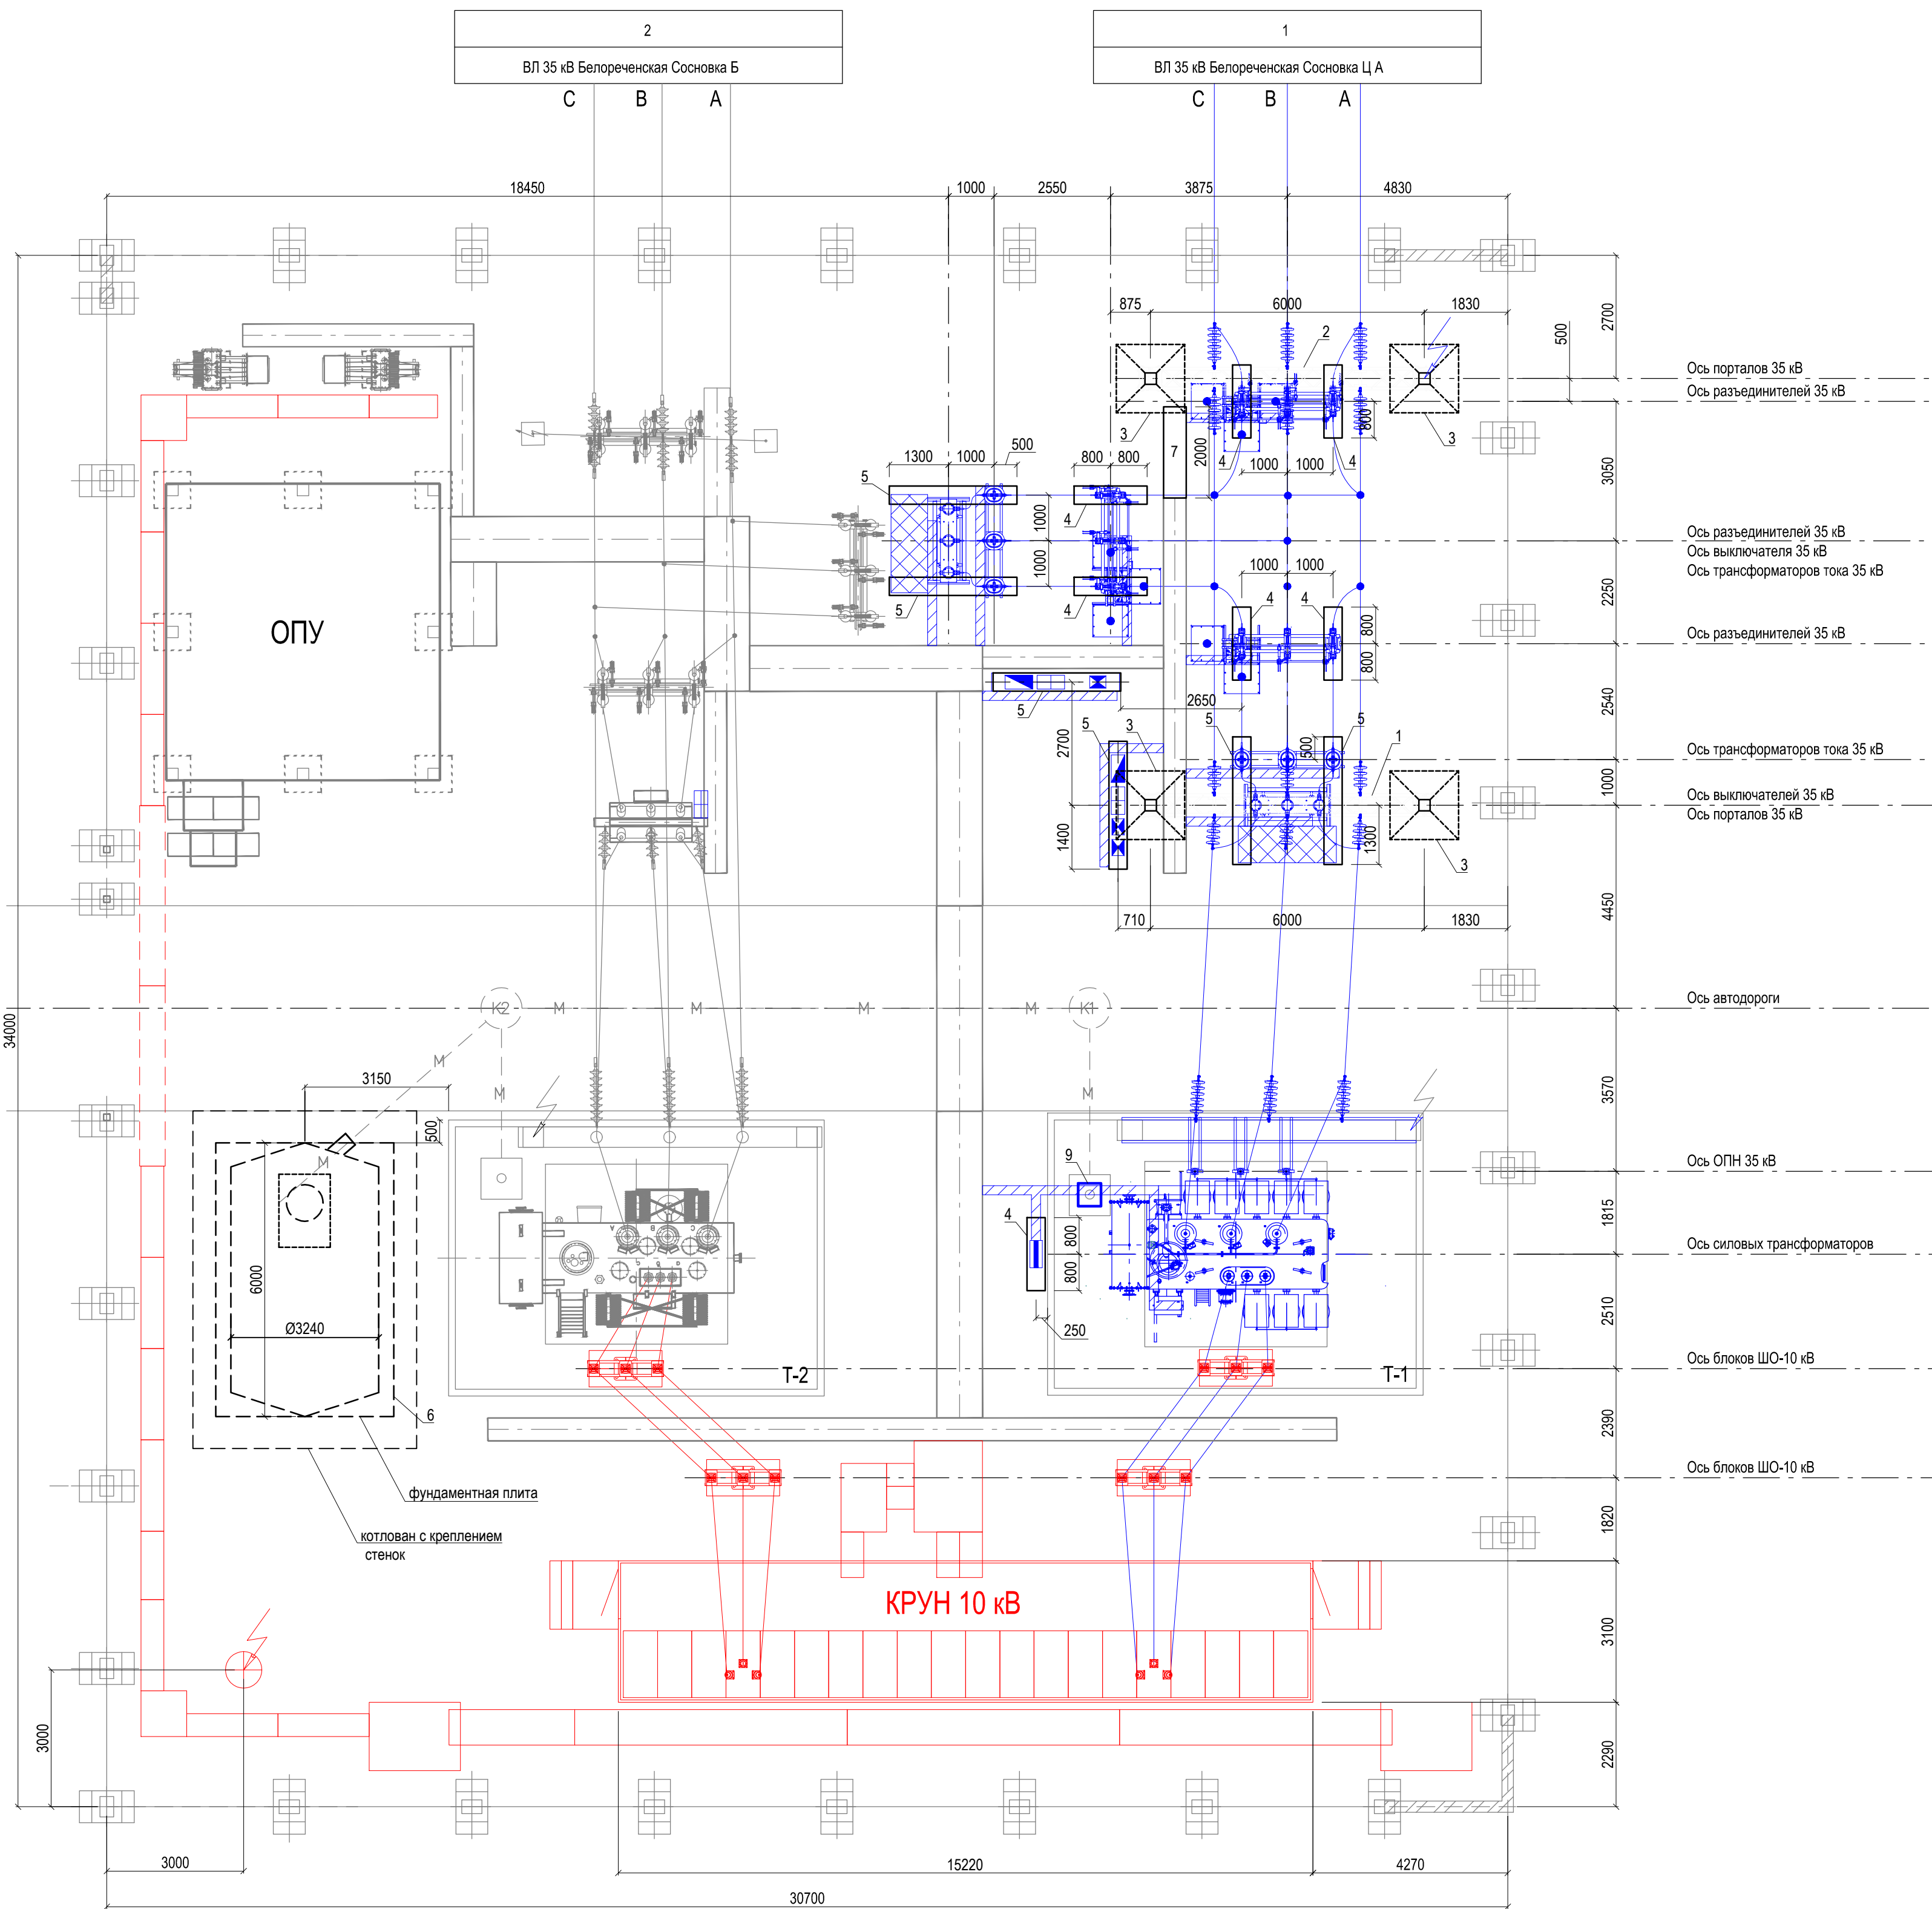 2
ВЛ 35 кВ Белореченская Сосновка Б
C B A
1
ВЛ 35 кВ Белореченская Сосновка Ц А
C B A
18450 1000 2550 3875 4830
875 6000 1830
2700
500
2
Ось порталов 35 кВ
Ось разъединителей 35 кВ
3 3
800
7
2000
4 4
1000 1000
3050
1300 1000 500
800 800
5
4
1000
1000
Ось разъединителей 35 кВ
Ось выключателя 35 кВ
Ось трансформаторов тока 35 кВ
5
4
1000 1000
4 4
2250
800
800
Ось разъединителей 35 кВ
ОПУ
5
2650
2540
2700
5 3 5 5 1
500
Ось трансформаторов тока 35 кВ
1000
Ось выключателей 35 кВ
Ось порталов 35 кВ
1400
1300
3
4450
710 6000 1830
К2 М М М М К1
Ось автодороги
34000
М
М
М
3150
500
3570
М
9
Ось ОПН 35 кВ
1815
4
800
800
Ось силовых трансформаторов
6000
A B C
Ø3240
250
2510
Т-2
Т-1
Ось блоков ШО-10 кВ
6
2390
Ось блоков ШО-10 кВ
фундаментная плита
котлован с креплением
стенок
1820
КРУН 10 кВ
3100
3000
2290
3000
15220
4270
30700